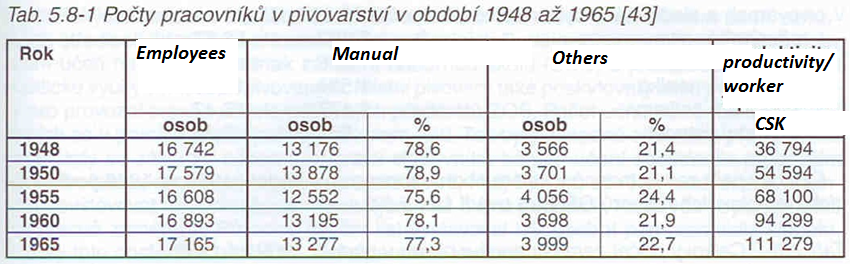 Tab. 5.8-1 Počty pracovníků v pivovarství v období 1948 až 1965 [43]
Rok Employees Manual Others productivity/
worker
osob osob % osob % CSK
1948 16 742 13 176 78,6 3 566 21,4 36 794
1950 17 579 13 878 78,9 3 701 21,1 54 594
1955 16 608 12 552 75,6 4 056 24,4 68 100
1960 16 893 13 195 78,1 3 698 21,9 94 299
1965 17 165 13 277 77,3 3 999 22,7 111 279